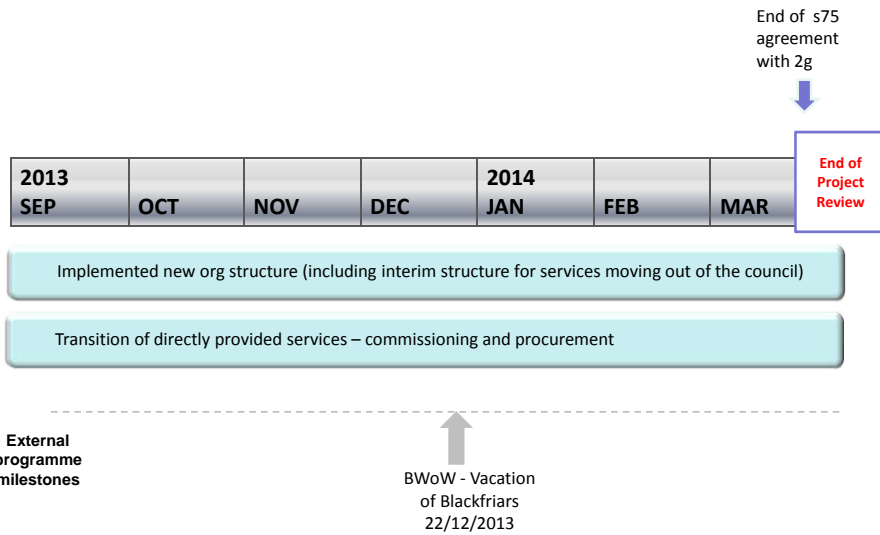 End of s75
agreement
with 2g
End of
Project
Review
2013
SEP
OCT
NOV
DEC
2014
JAN
FEB
MAR
Implemented new org structure (including interim structure for services moving out of the council)
Transition of directly provided services – commissioning and procurement
External
programme
milestones
BWoW - Vacation
of Blackfriars
22/12/2013